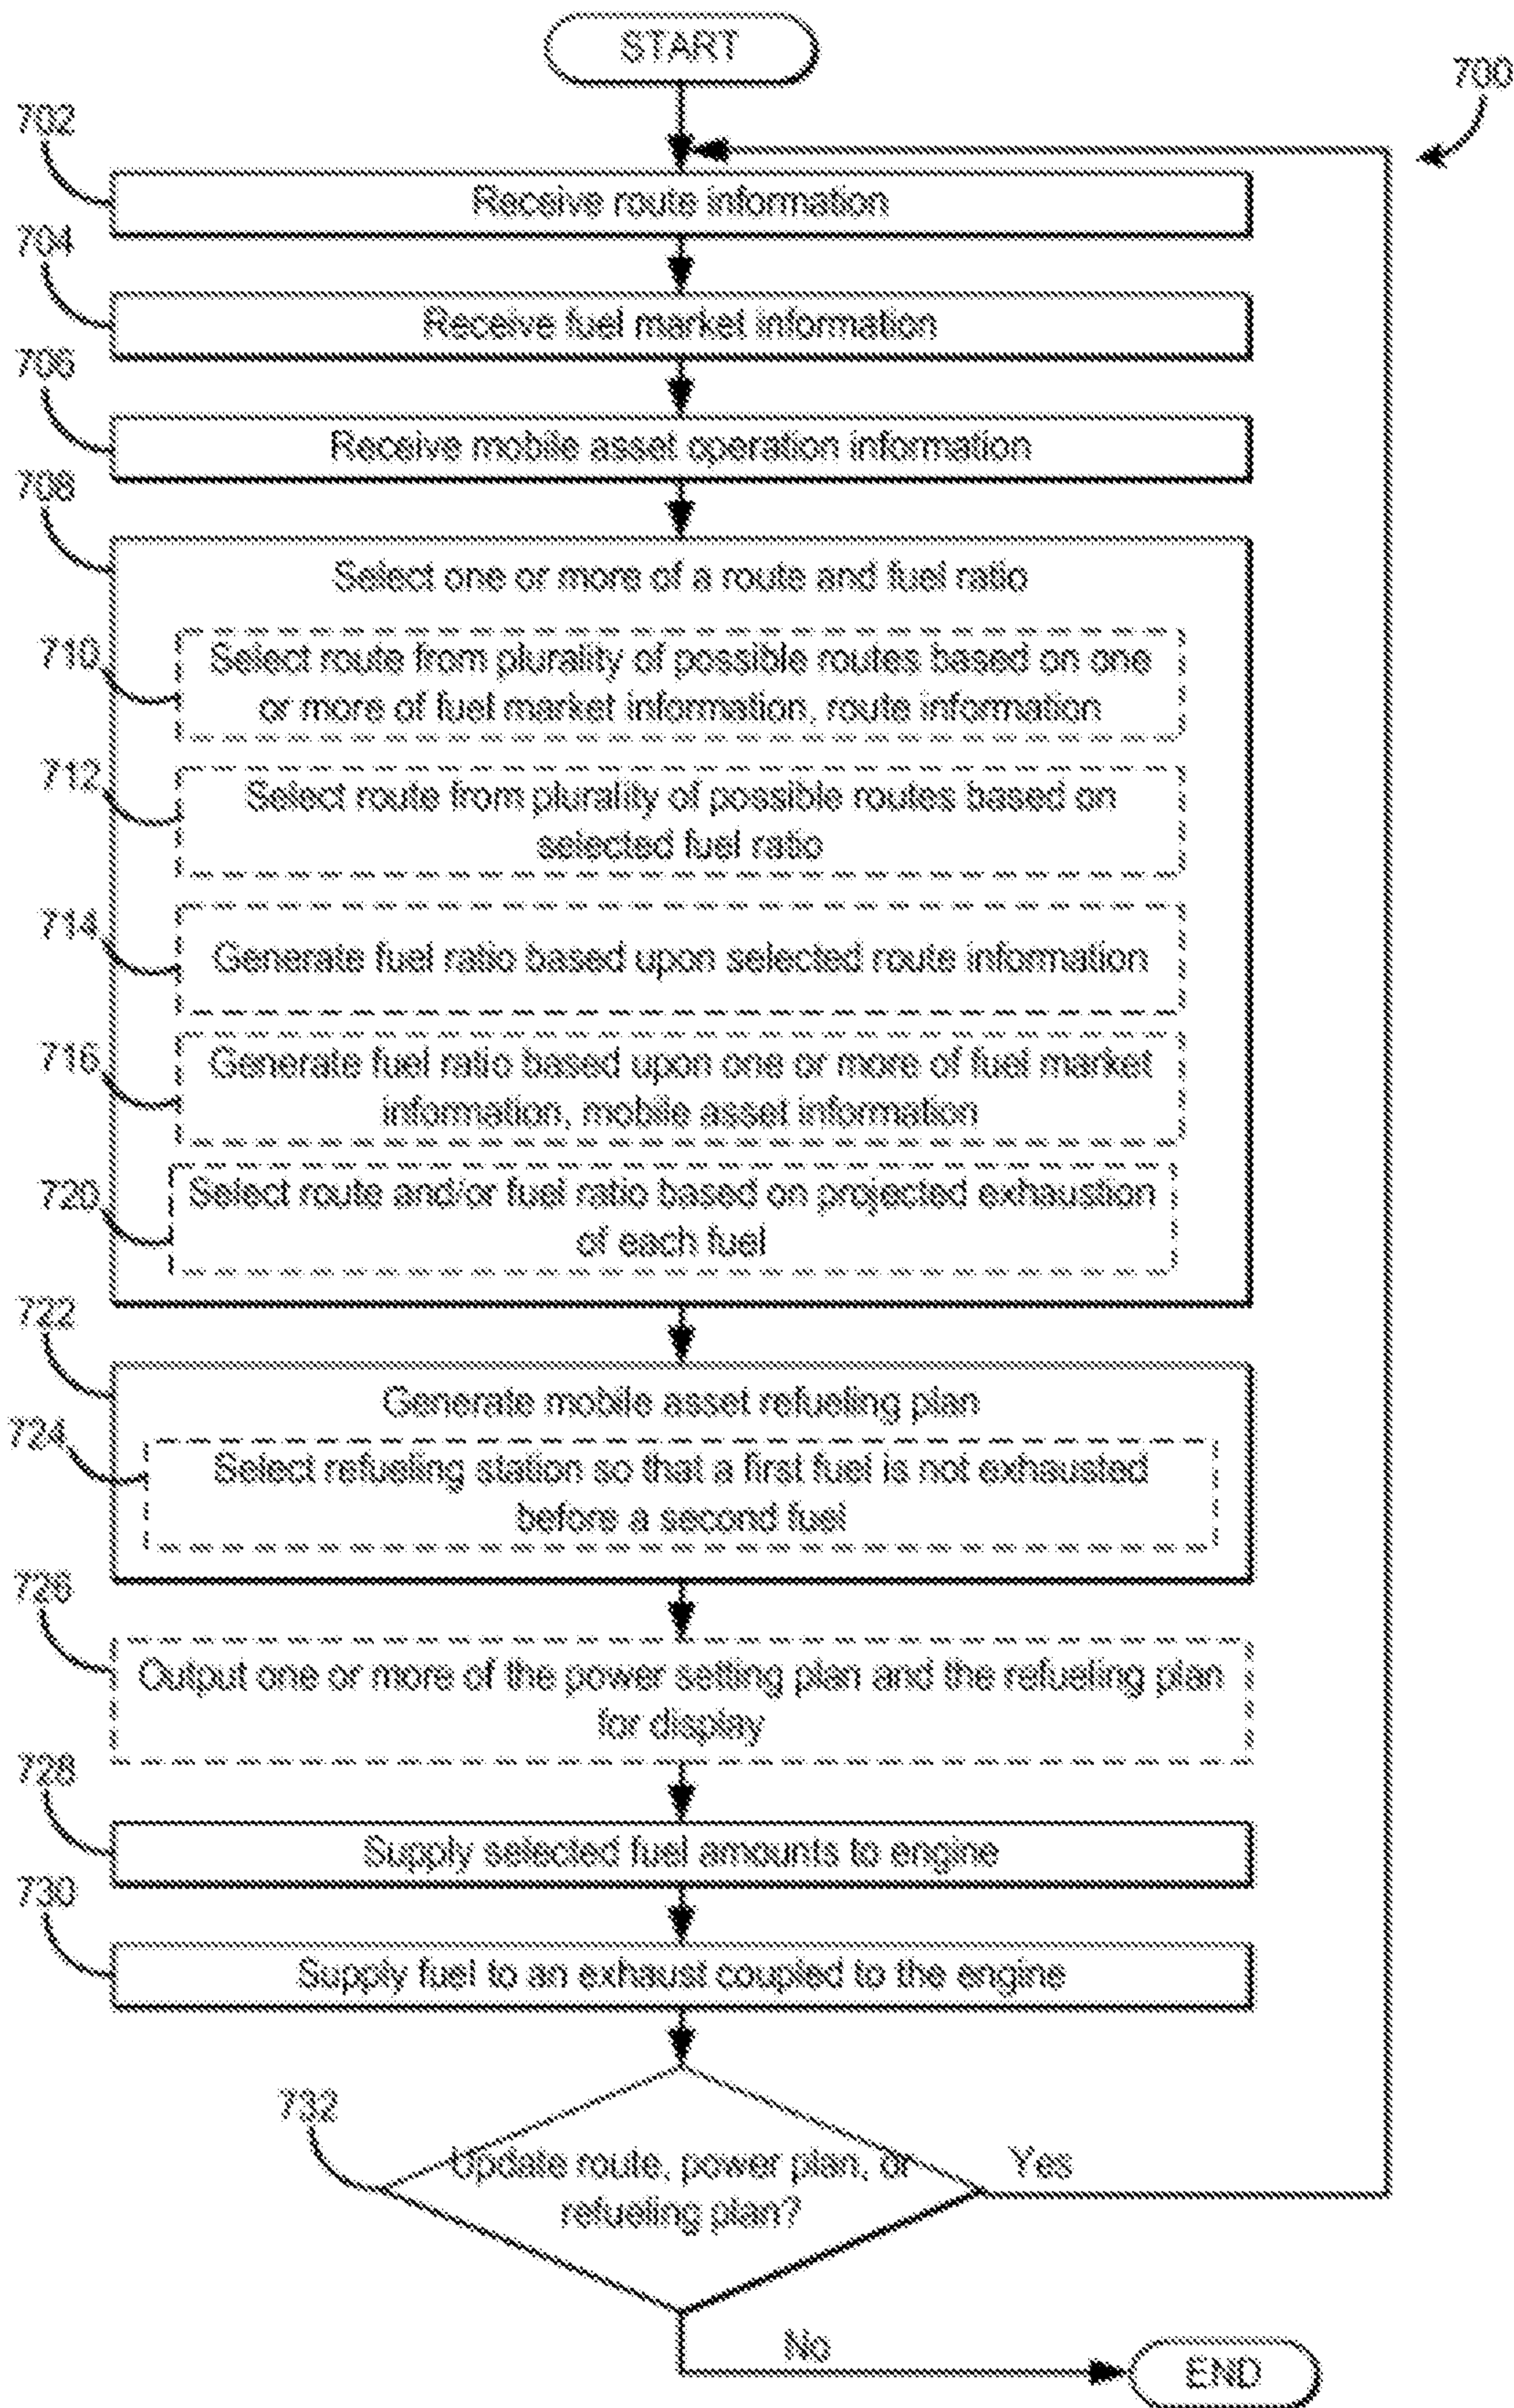 START
700
702
Receive route information
704
Receive fuel market information
706
Receive mobile asset operation information
708
Select one or more of a route and fuel ratio
710
Select route from plurality of possible routes based on one
or more of fuel market information, route information
712
Select route from plurality of possible routes based on
selected fuel ratio
714
Generate fuel ratio based upon selected route information
716
Generate fuel ratio based upon one or more of fuel market
information, mobile asset information
720
Select route and/or fuel ratio based on projected exhaustion
of each fuel
722
Generate mobile asset refueling plan
724
Select refueling station so that a first fuel is not exhausted
before a second fuel
726
Output one or more of the power setting plan and the refueling plan
for display
728
Supply selected fuel amounts to engine
730
Supply fuel to an exhaust coupled to the engine
732
Update route, power plan, or
refueling plan?
Yes
No
END